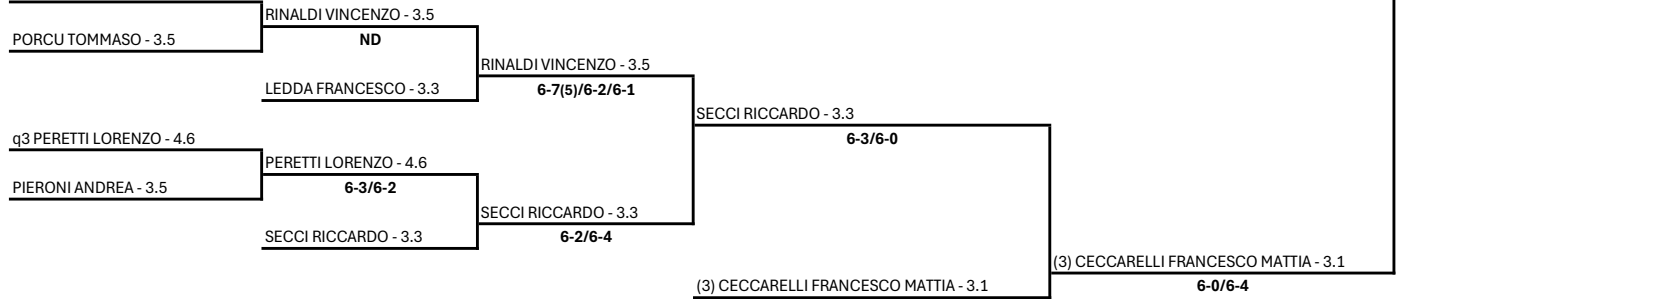 RINALDI VINCENZO - 3.5
PORCU TOMMASO - 3.5
ND
RINALDI VINCENZO - 3.5
LEDDA FRANCESCO - 3.3
6-7(5)/6-2/6-1
SECCI RICCARDO - 3.3
q3 PERETTI LORENZO - 4.6
6-3/6-0
PERETTI LORENZO - 4.6
PIERONI ANDREA - 3.5
6-3/6-2
SECCI RICCARDO - 3.3
SECCI RICCARDO - 3.3
6-2/6-4
(3) CECCARELLI FRANCESCO MATTIA - 3.1
(3) CECCARELLI FRANCESCO MATTIA - 3.1
6-0/6-4